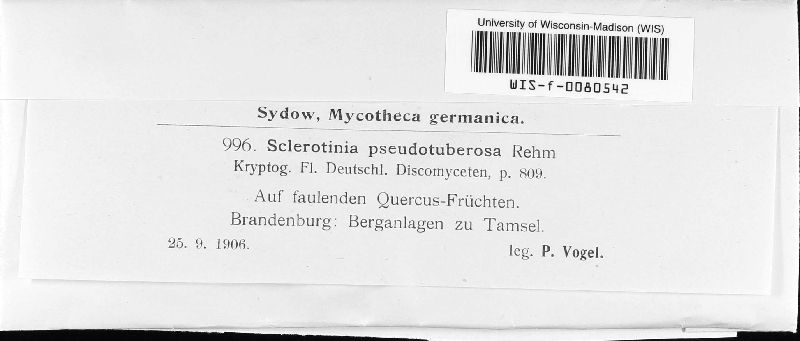 University of Wisconsin-Madison (WIS)
WIS-f-0080542
Sydow, Mycotheca germanica.
996. Sclerotinia pseudotuberosa Rehm
Kryptog. Fl. Deutschl. Discomyceten, p. 809.
Auf faulenden Quercus-Früchten.
Brandenburg: Berganlagen zu Tamsel.
25. 9. 1906.
leg. P. Vogel.